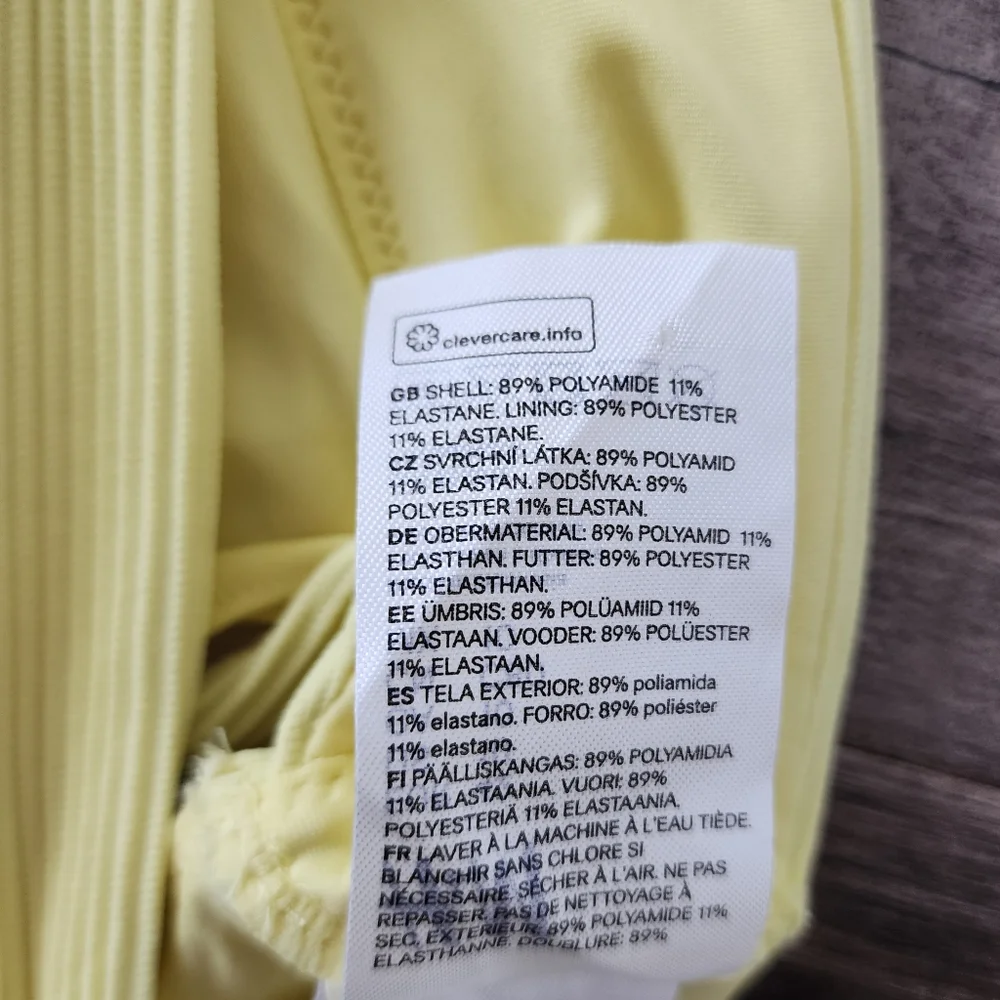 clevercare.info
GB SHELL: 89% POLYAMIDE 11%
ELASTANE. LINING: 89% POLYESTER
11% ELASTANE.
CZ SVRCHNÍ LÁTKA: 89% POLYAMID
11% ELASTAN. PODŠÍVKA: 89%
POLYESTER 11% ELASTAN.
DE OBERMATERIAL: 89% POLYAMID 11%
ELASTHAN. FUTTER: 89% POLYESTER
11% ELASTHAN.
EE ÜMBRIS: 89% POLÜAMIID 11%
ELASTAAN. VOODER: 89% POLÜESTER
11% ELASTAAN.
ES TELA EXTERIOR: 89% poliamida
11% elastano. FORRO: 89% poliéster
11% elastano.
FI PÄÄLLISKANGAS: 89% POLYAMIDIA
11% ELASTAANIA. VUORI: 89%
POLYESTERIÄ 11% ELASTAANIA.
FR LAVER À LA MACHINE À L'EAU TIÈDE.
BLANCHIR SANS CHLORE SI
NÉCESSAIRE. SÉCHER À L'AIR. NE PAS
REPASSER. PAS DE NETTOYAGE À
SEC. EXTERIEUR: 89% POLYAMIDE 11%
ELASTHANNE. DOUBLURE: 89%